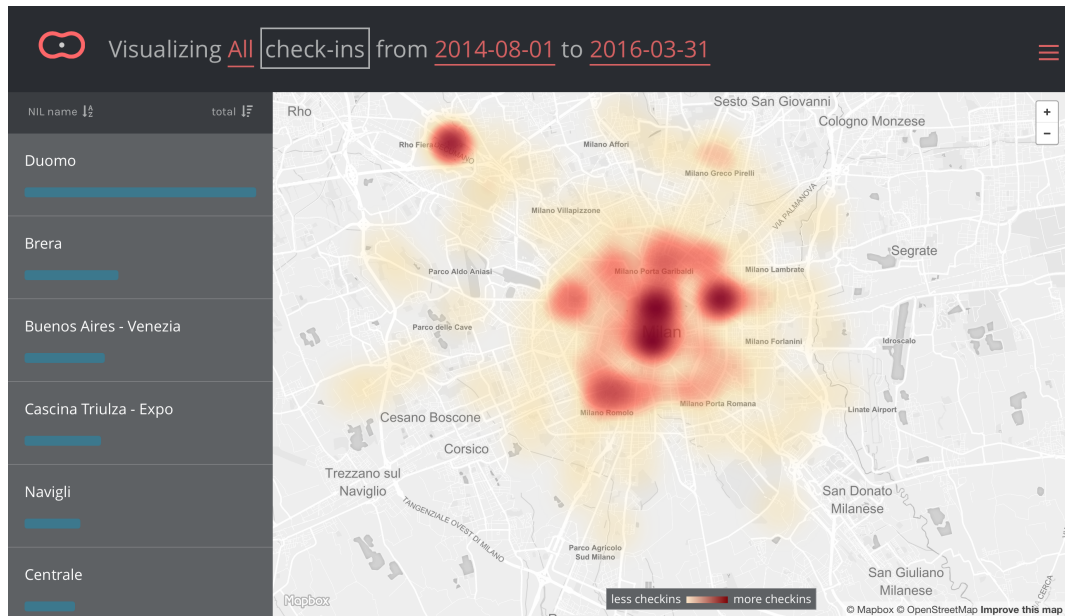 Visualizing All check-ins from 2014-08-01 to 2016-03-31
NIL name
total
Duomo
Brera
Buenos Aires - Venezia
Cascina Triulza - Expo
Navigli
Centrale
Rho
Sesto San Giovanni
Cologno Monzese
+
−
Milano Affori
Milano Greco Pirelli
VIA PALMANOVA
Milano Villapizzone
Segrate
Parco Aldo Aniasi
Milano Porta Garibaldi
Milano Lambrate
Parco delle Cave
Milan
Milano Forlanini
Idroscalo
Milano Romolo
Milano Porta Romana
Linate Airport
Cesano Boscone
Corsico
Trezzano sul
Naviglio
TANGENZIALE OVEST DI MILANO
San Donato
Milanese
Parco Agricolo
Sud Milano
San Giuliano
Milanese
CERCA
less checkins
more checkins
Mapbox
© Mapbox © OpenStreetMap Improve this map